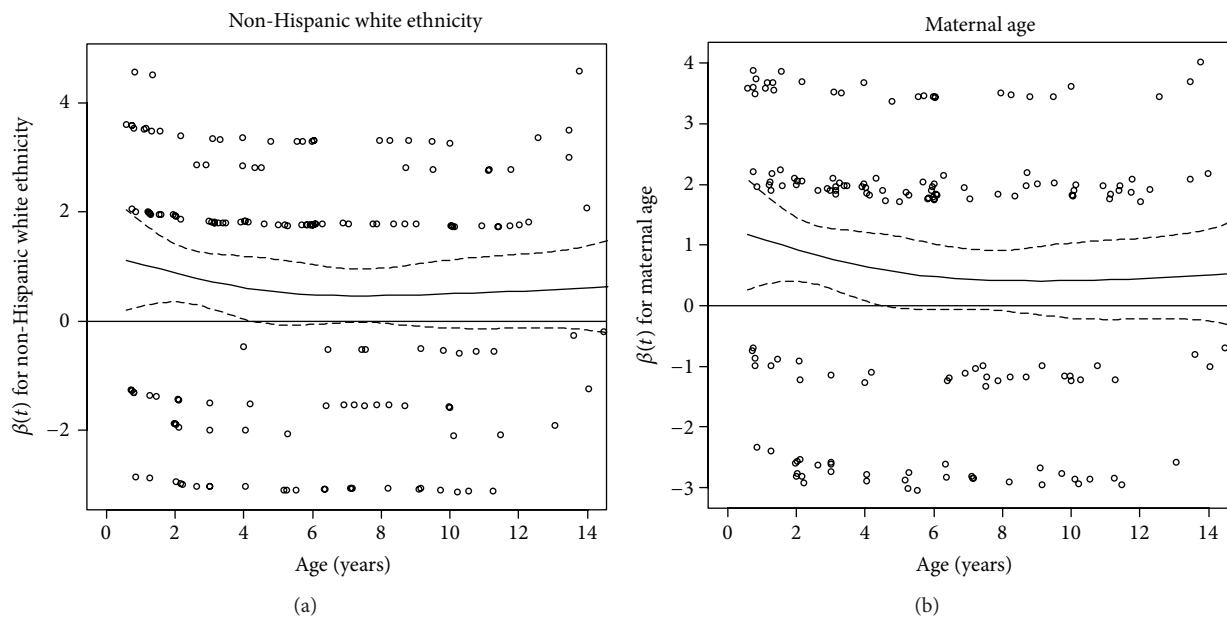 Non-Hispanic white ethnicity
β(t) for non-Hispanic white ethnicity
4
2
0
−2
0 2 4 6 8 10 12 14
Age (years)
(a)
Maternal age
β(t) for maternal age
4
3
2
1
0
−1
−2
−3
0 2 4 6 8 10 12 14
Age (years)
(b)